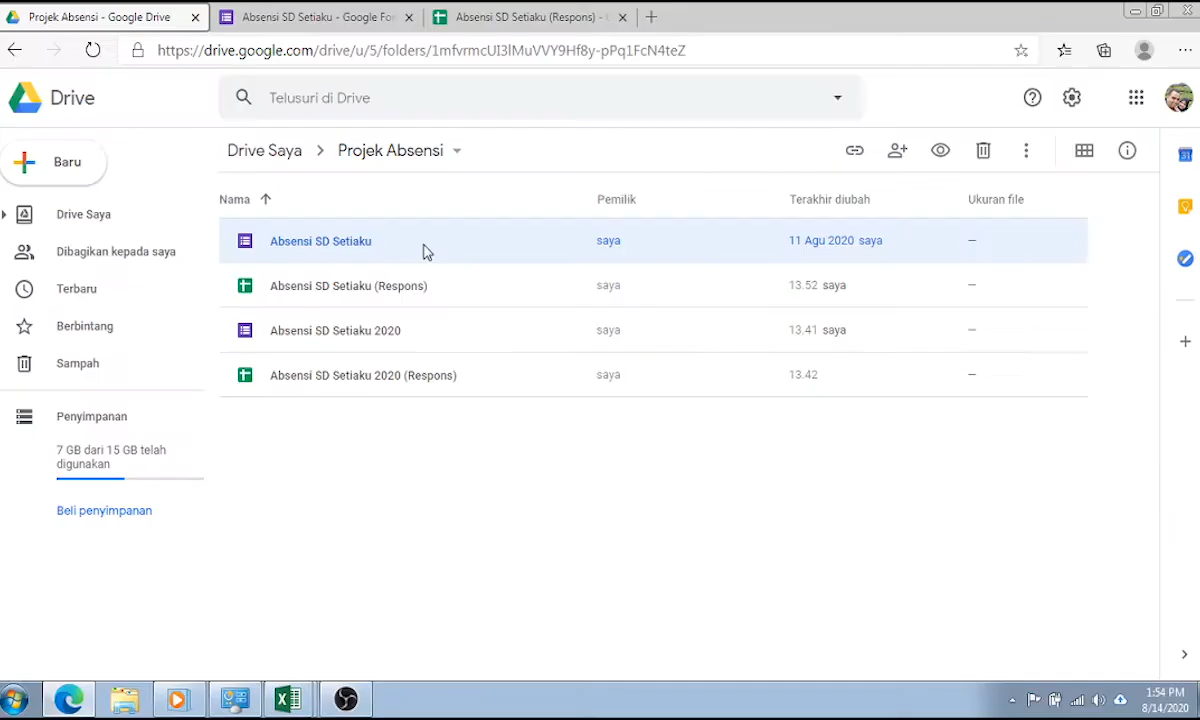 Projek Absensi - Google Drive
Absensi SD Setiaku - Google For
Absensi SD Setiaku (Respons) -
https://drive.google.com/drive/u/5/folders/1mfvrmcUI3lMuVVY9Hf8y-pPq1FcN4teZ
Drive
Telusuri di Drive
Baru
Drive Saya > Projek Absensi
Drive Saya
Dibagikan kepada saya
Terbaru
Berbintang
Sampah
Penyimpanan
7 GB dari 15 GB telah
digunakan
Beli penyimpanan
Nama Pemilik Terakhir diubah Ukuran file
Absensi SD Setiaku saya 11 Agu 2020 saya —
Absensi SD Setiaku (Respons) saya 13.52 saya —
Absensi SD Setiaku 2020 saya 13.41 saya —
Absensi SD Setiaku 2020 (Respons) saya 13.42 —
31
1:54 PM
8/14/2020